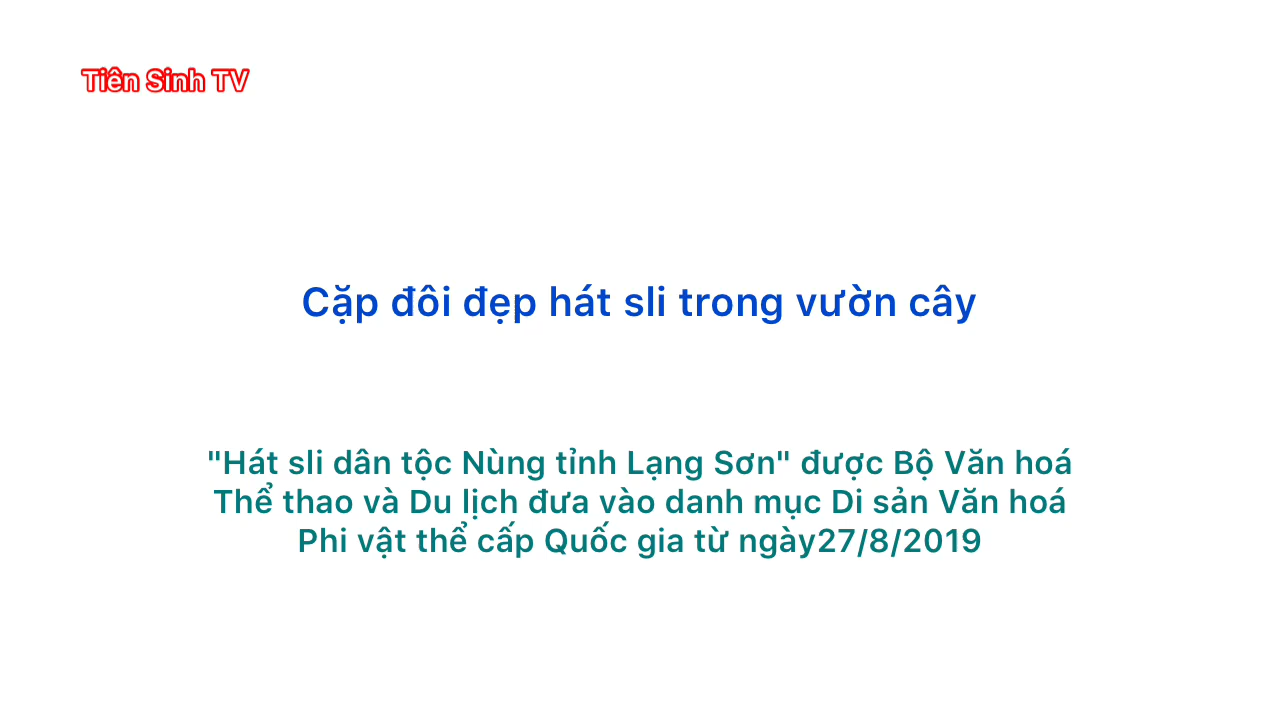 Tiên Sinh TV
Cặp đôi đẹp hát sli trong vườn cây
"Hát sli dân tộc Nùng tỉnh Lạng Sơn" được Bộ Văn hoá
Thể thao và Du lịch đưa vào danh mục Di sản Văn hoá
Phi vật thể cấp Quốc gia từ ngày27/8/2019